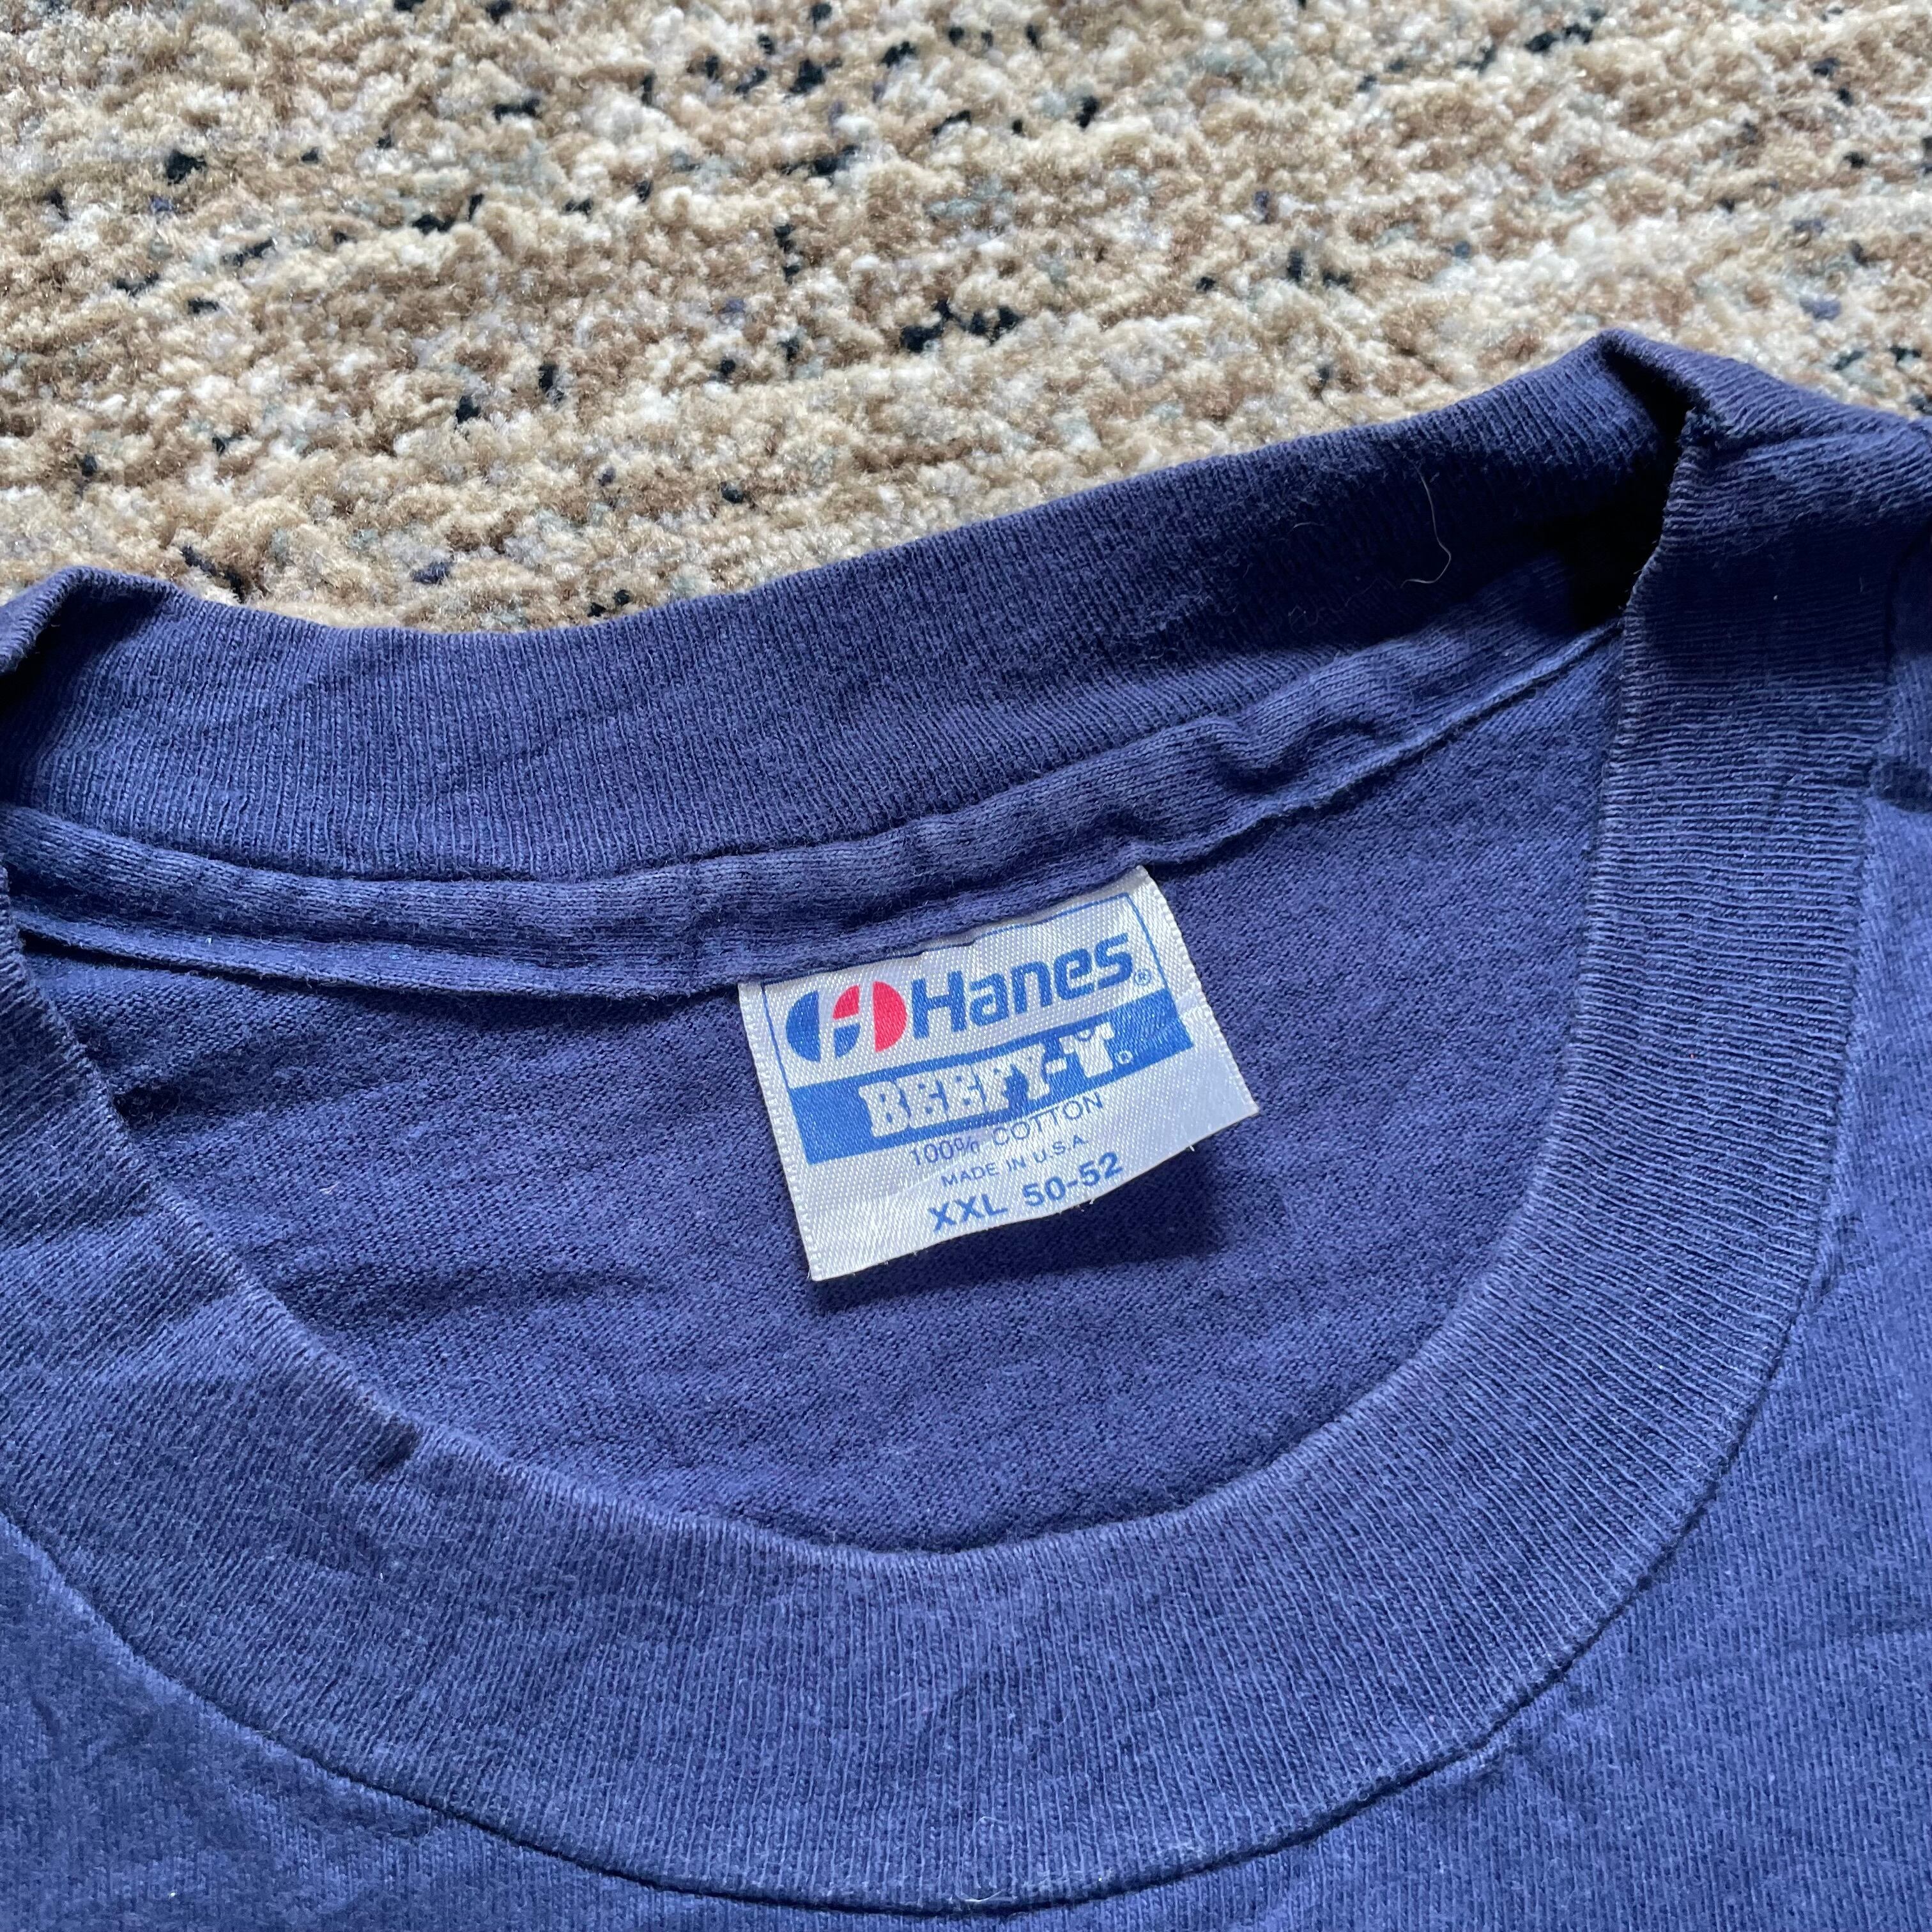 Hanes®
BEEFY-T®
100% COTTON
MADE IN U.S.A.
XXL 50-52